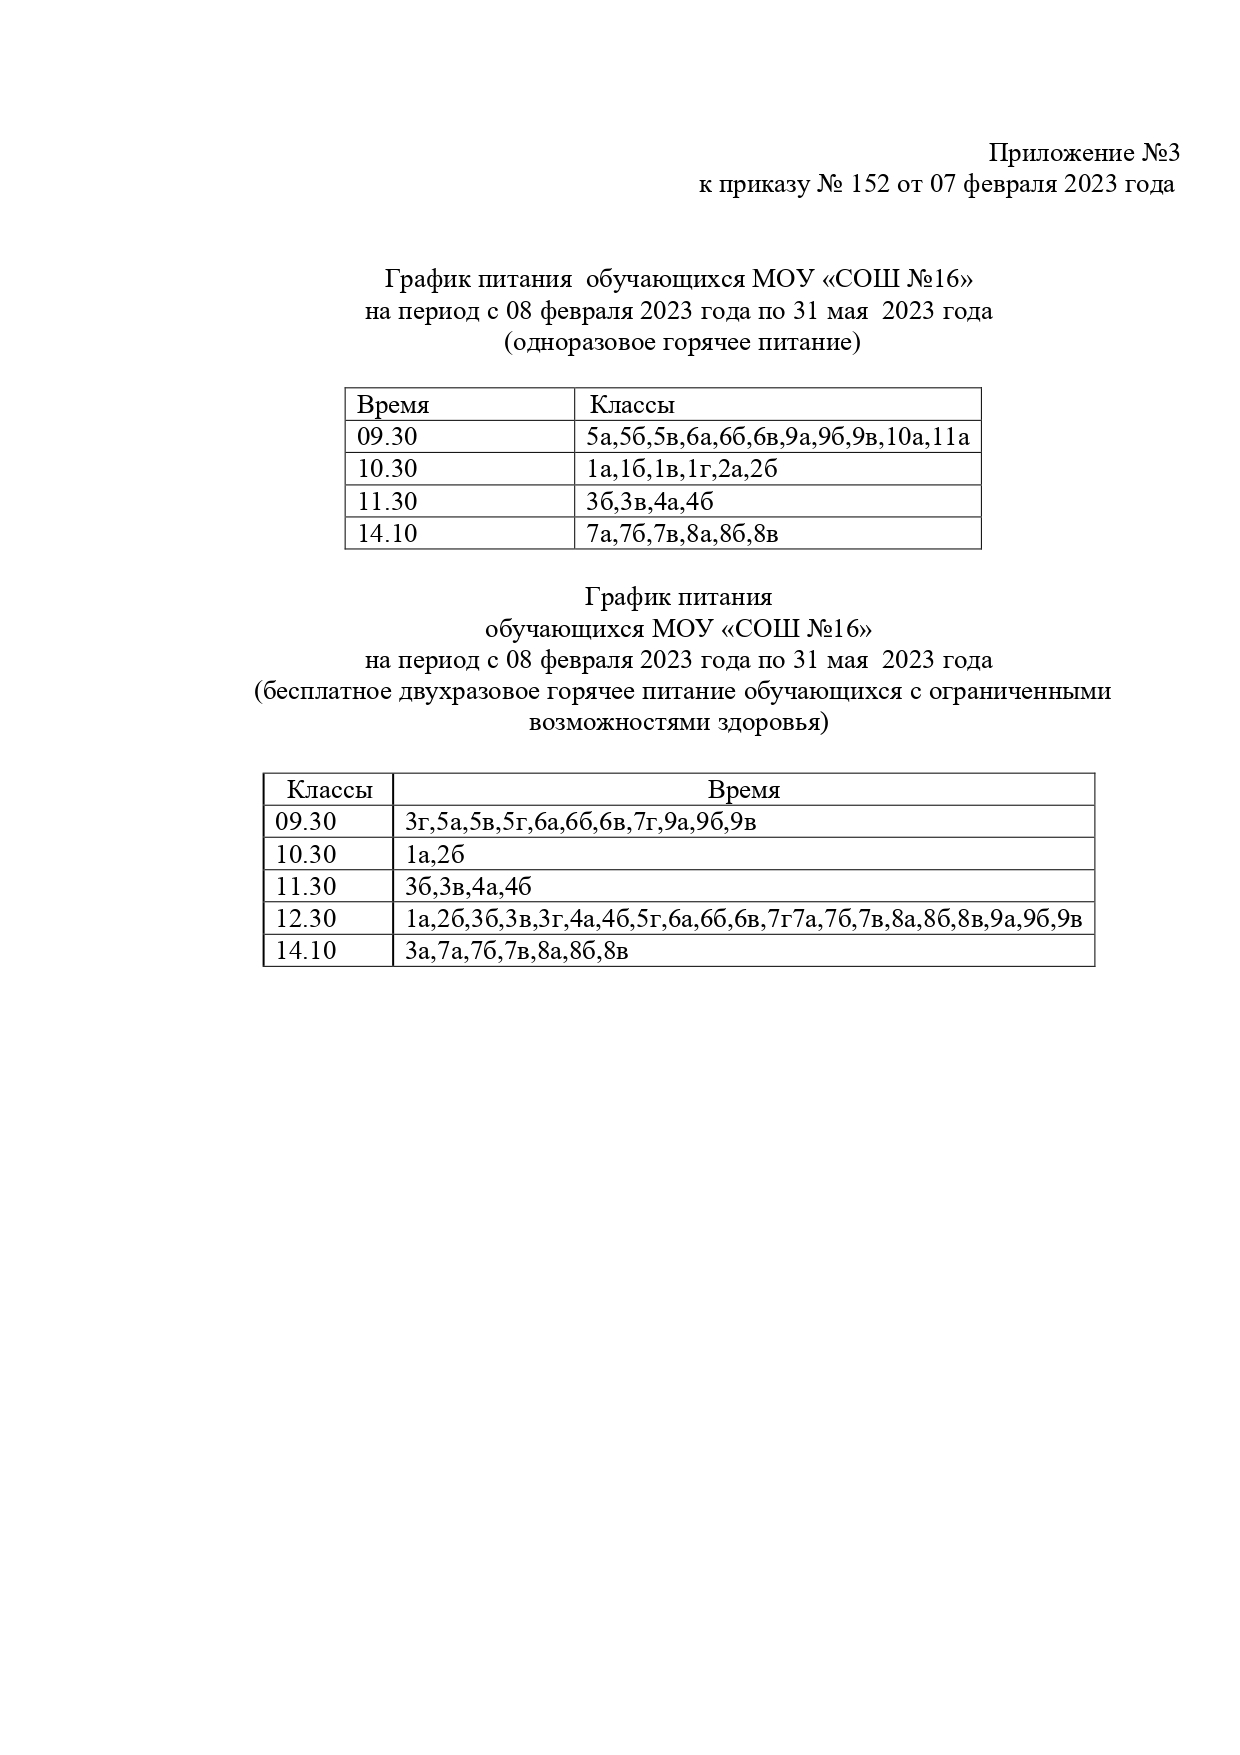 Приложение №3
к приказу № 152 от 07 февраля 2023 года
График питания  обучающихся МОУ «СОШ №16»
на период с 08 февраля 2023 года по 31 мая  2023 года
(одноразовое горячее питание)
Время Классы
09.30 5а,5б,5в,6а,6б,6в,9а,9б,9в,10а,11а
10.30 1а,1б,1в,1г,2а,2б
11.30 3б,3в,4а,4б
14.10 7а,7б,7в,8а,8б,8в
График питания
обучающихся МОУ «СОШ №16»
на период с 08 февраля 2023 года по 31 мая  2023 года
(бесплатное двухразовое горячее питание обучающихся с ограниченными
возможностями здоровья)
Классы Время
09.30 3г,5а,5в,5г,6а,6б,6в,7г,9а,9б,9в
10.30 1а,2б
11.30 3б,3в,4а,4б
12.30 1а,2б,3б,3в,3г,4а,4б,5г,6а,6б,6в,7г7а,7б,7в,8а,8б,8в,9а,9б,9в
14.10 3а,7а,7б,7в,8а,8б,8в